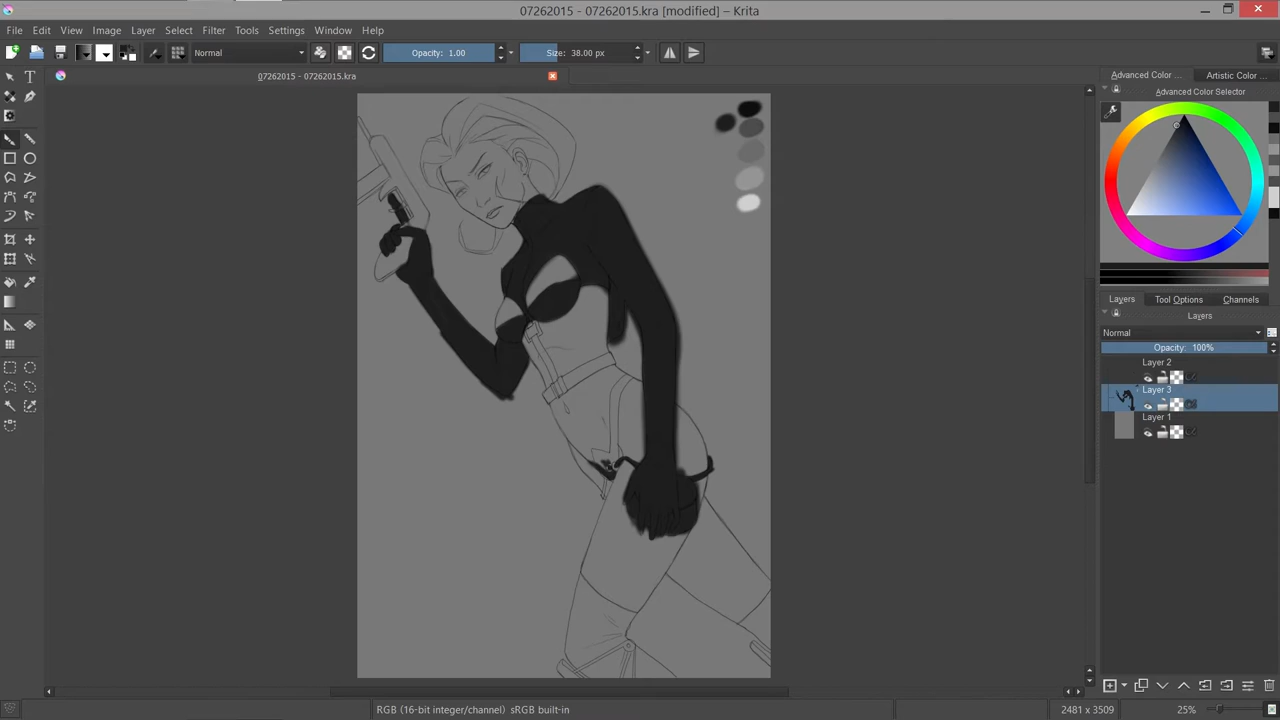 07262015 - 07262015.kra [modified] – Krita
File Edit View Image Layer Select Filter Tools Settings Window Help
Normal Opacity: 1.00 Size: 38.00 px
07262015 - 07262015.kra
Advanced Color ... Artistic Color ...
Advanced Color Selector
Layers Tool Options Channels
Layers
Normal
Opacity: 100%
Layer 2
Layer 3
Layer 1
RGB (16-bit integer/channel) sRGB built-in 2481 x 3509 25%